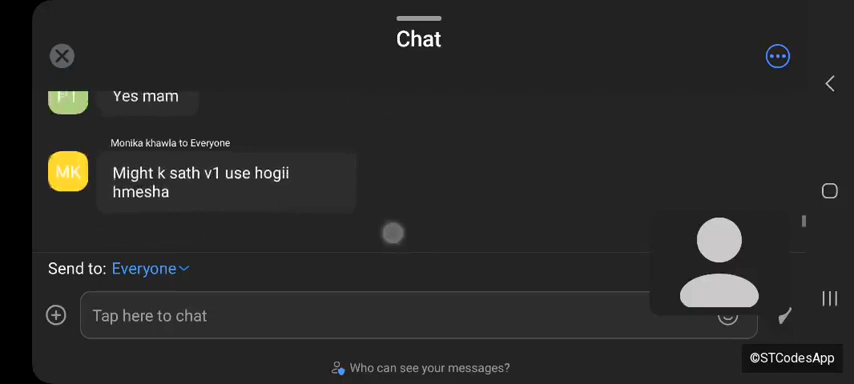 Chat
Yes mam
Monika khawla to Everyone
MK
Might k sath v1 use hogii
hmesha
Send to: Everyone
Tap here to chat
Who can see your messages?
©STCodesApp